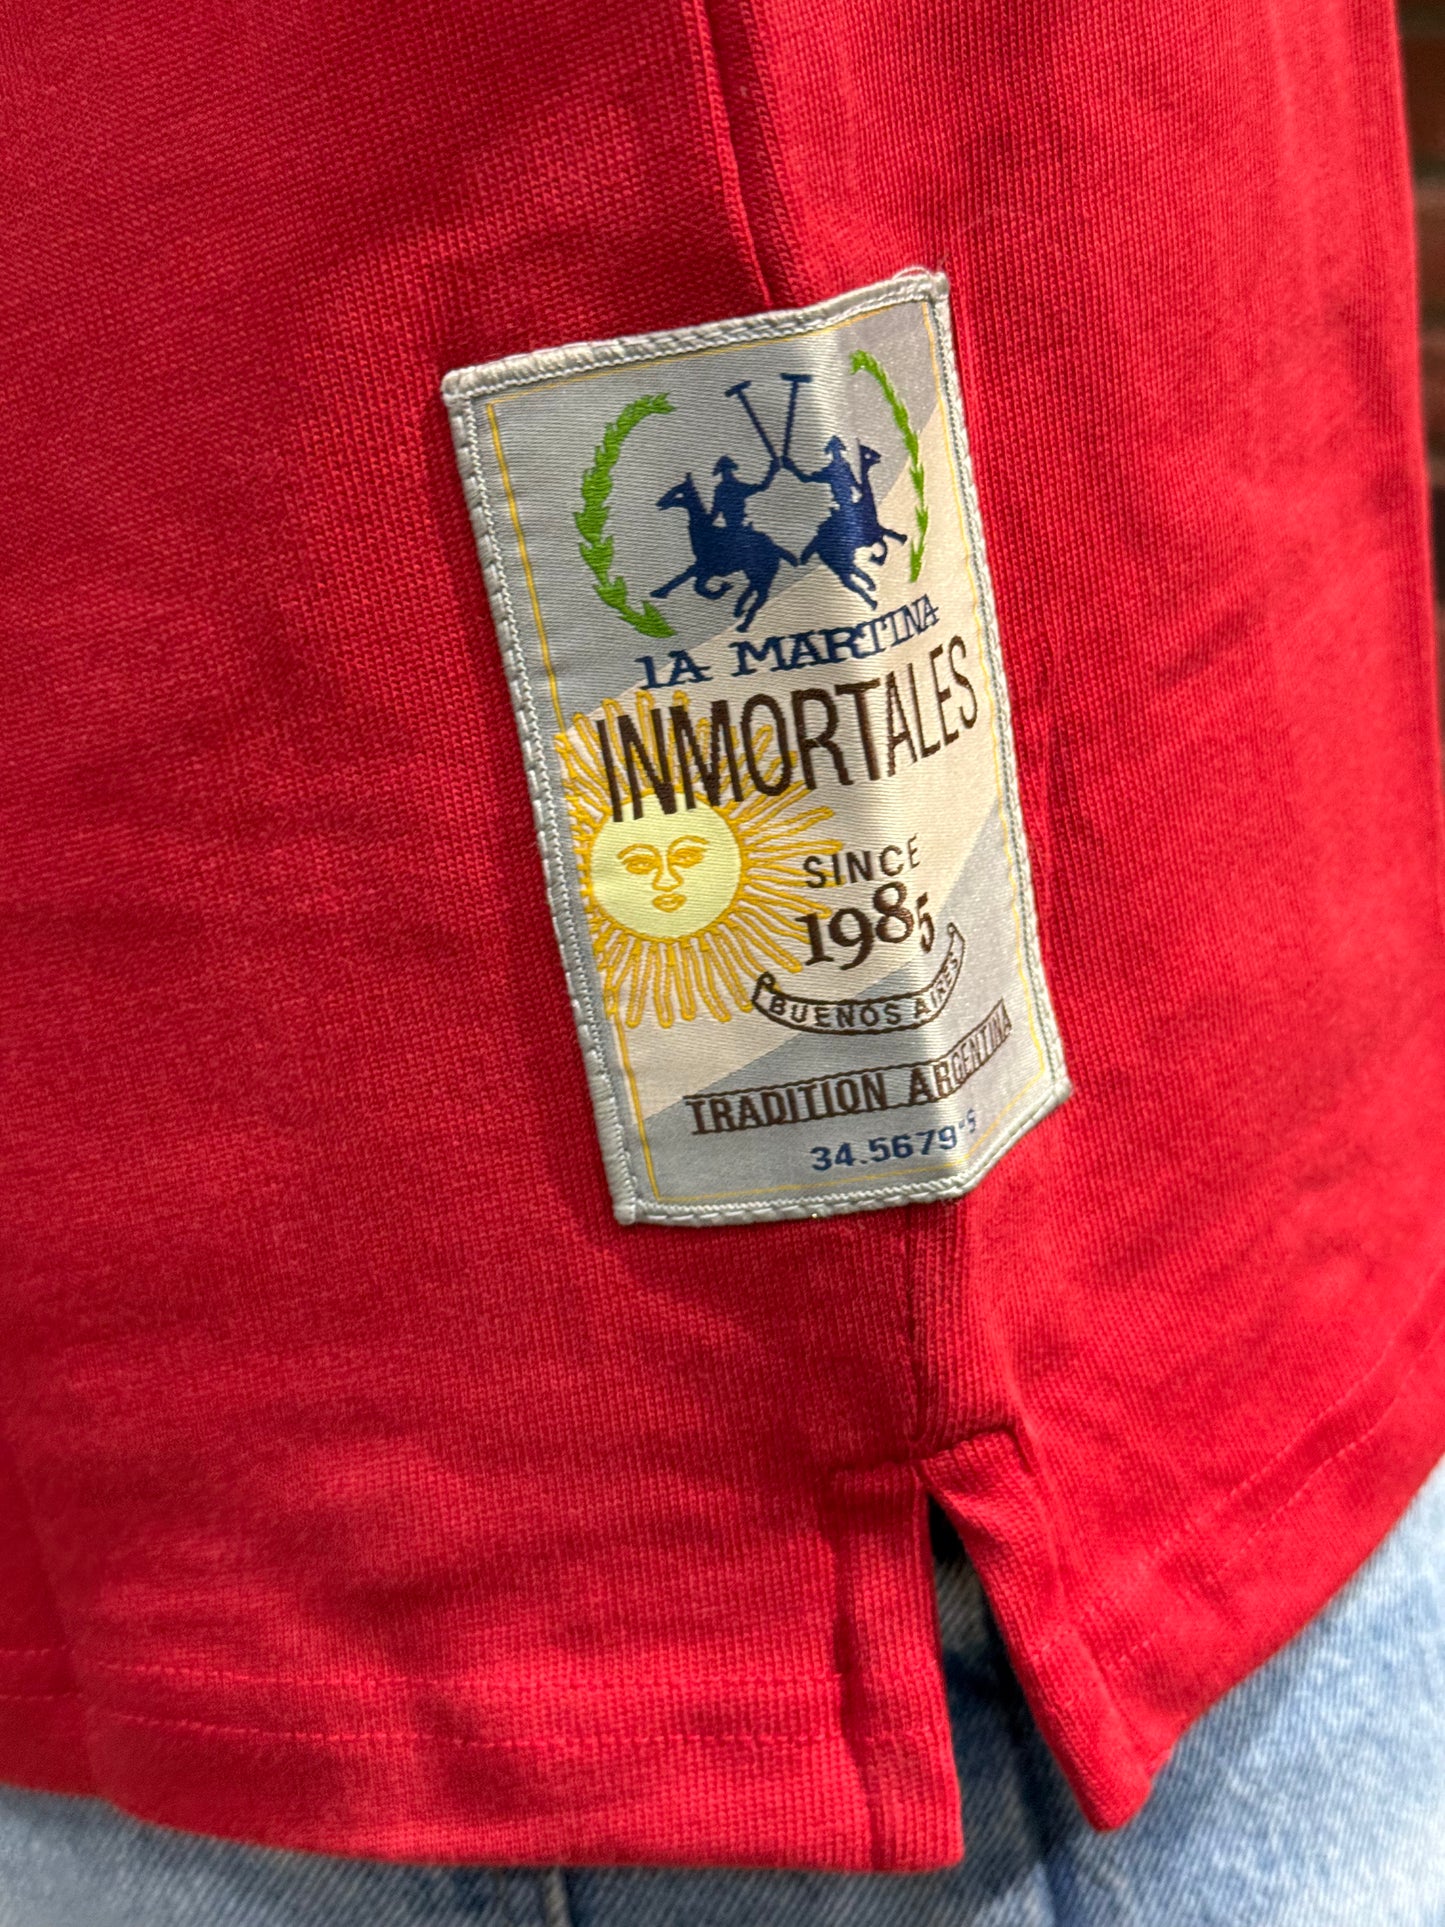 LA MARTINA
INMORTALES
SINCE
1985
BUENOS AIRES
TRADITION ARGENTINA
34.5679°S